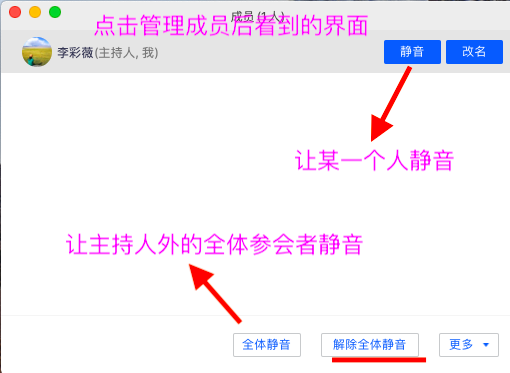 成员 (1 人)
点击管理成员后看到的界面
李彩薇(主持人, 我)
静音
改名
让某一个人静音
让主持人外的全体参会者静音
全体静音
解除全体静音
更多